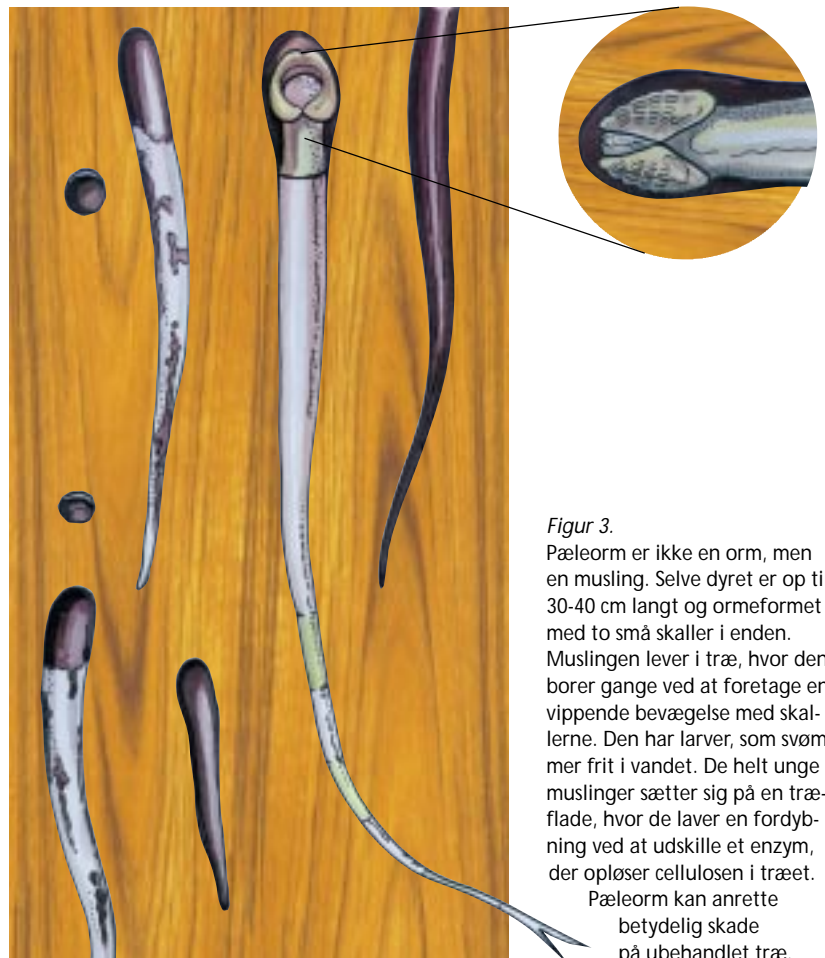 Figur 3.
Pæleorm er ikke en orm, men
en musling. Selve dyret er op ti
30-40 cm langt og ormeformet
med to små skaller i enden.
Muslingen lever i træ, hvor den
borer gange ved at foretage en
vippende bevægelse med skal-
lerne. Den har larver, som svøm
mer frit i vandet. De helt unge
muslinger sætter sig på en træ-
flade, hvor de laver en fordyb-
ning ved at udskille et enzym,
der opløser cellulosen i træet.
Pæleorm kan anrette
betydelig skade
på ubehandlet træ.